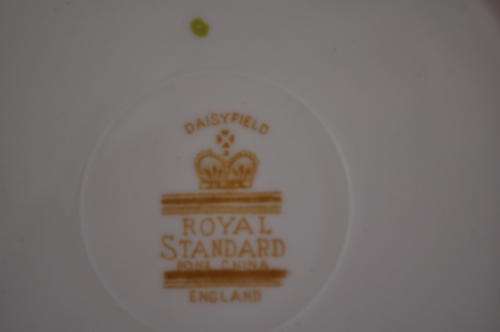 DAISYFIELD
ROYAL
STANDARD
BONE CHINA
ENGLAND